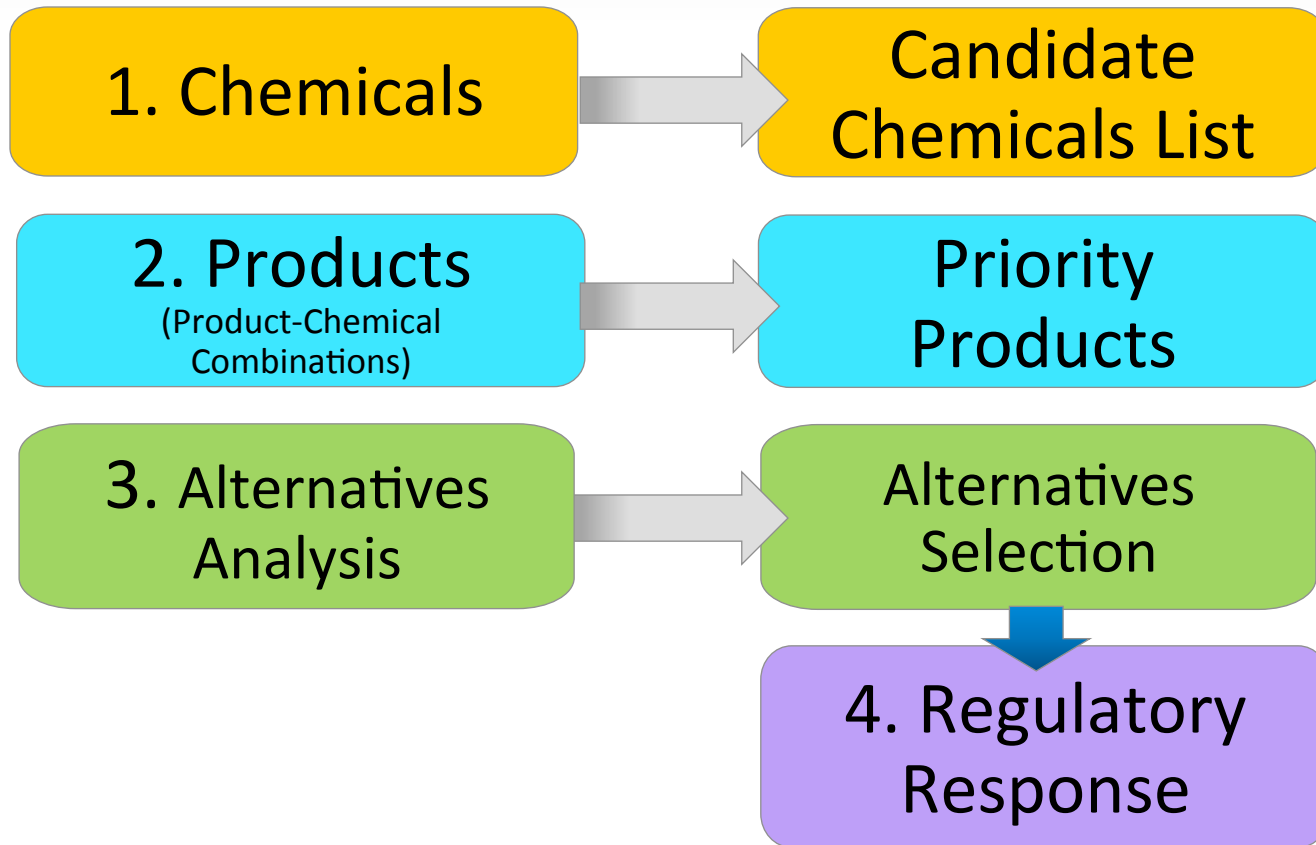 1. Chemicals
Candidate
Chemicals List
2. Products
(Product-Chemical
Combinations)
Priority
Products
3. Alternatives
Analysis
Alternatives
Selection
4. Regulatory
Response